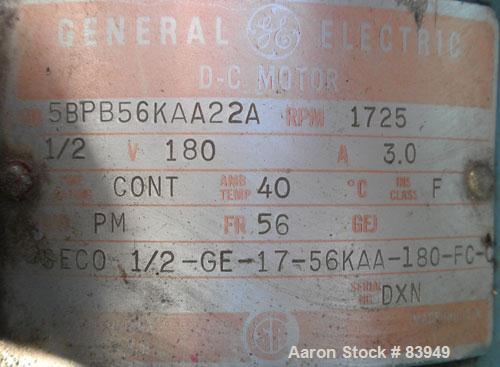 GENERAL GE ELECTRIC
D-C MOTOR
5BPB56KAA22A RPM 1725
1/2 V 180 A 3.0
CONT AMB TEMP 40 °C INS CLASS F
PM FR 56 GEJ
SECO 1/2-GE-17-56KAA-180-FC-C
SERIAL NO. DXN
Aaron Stock # 83949